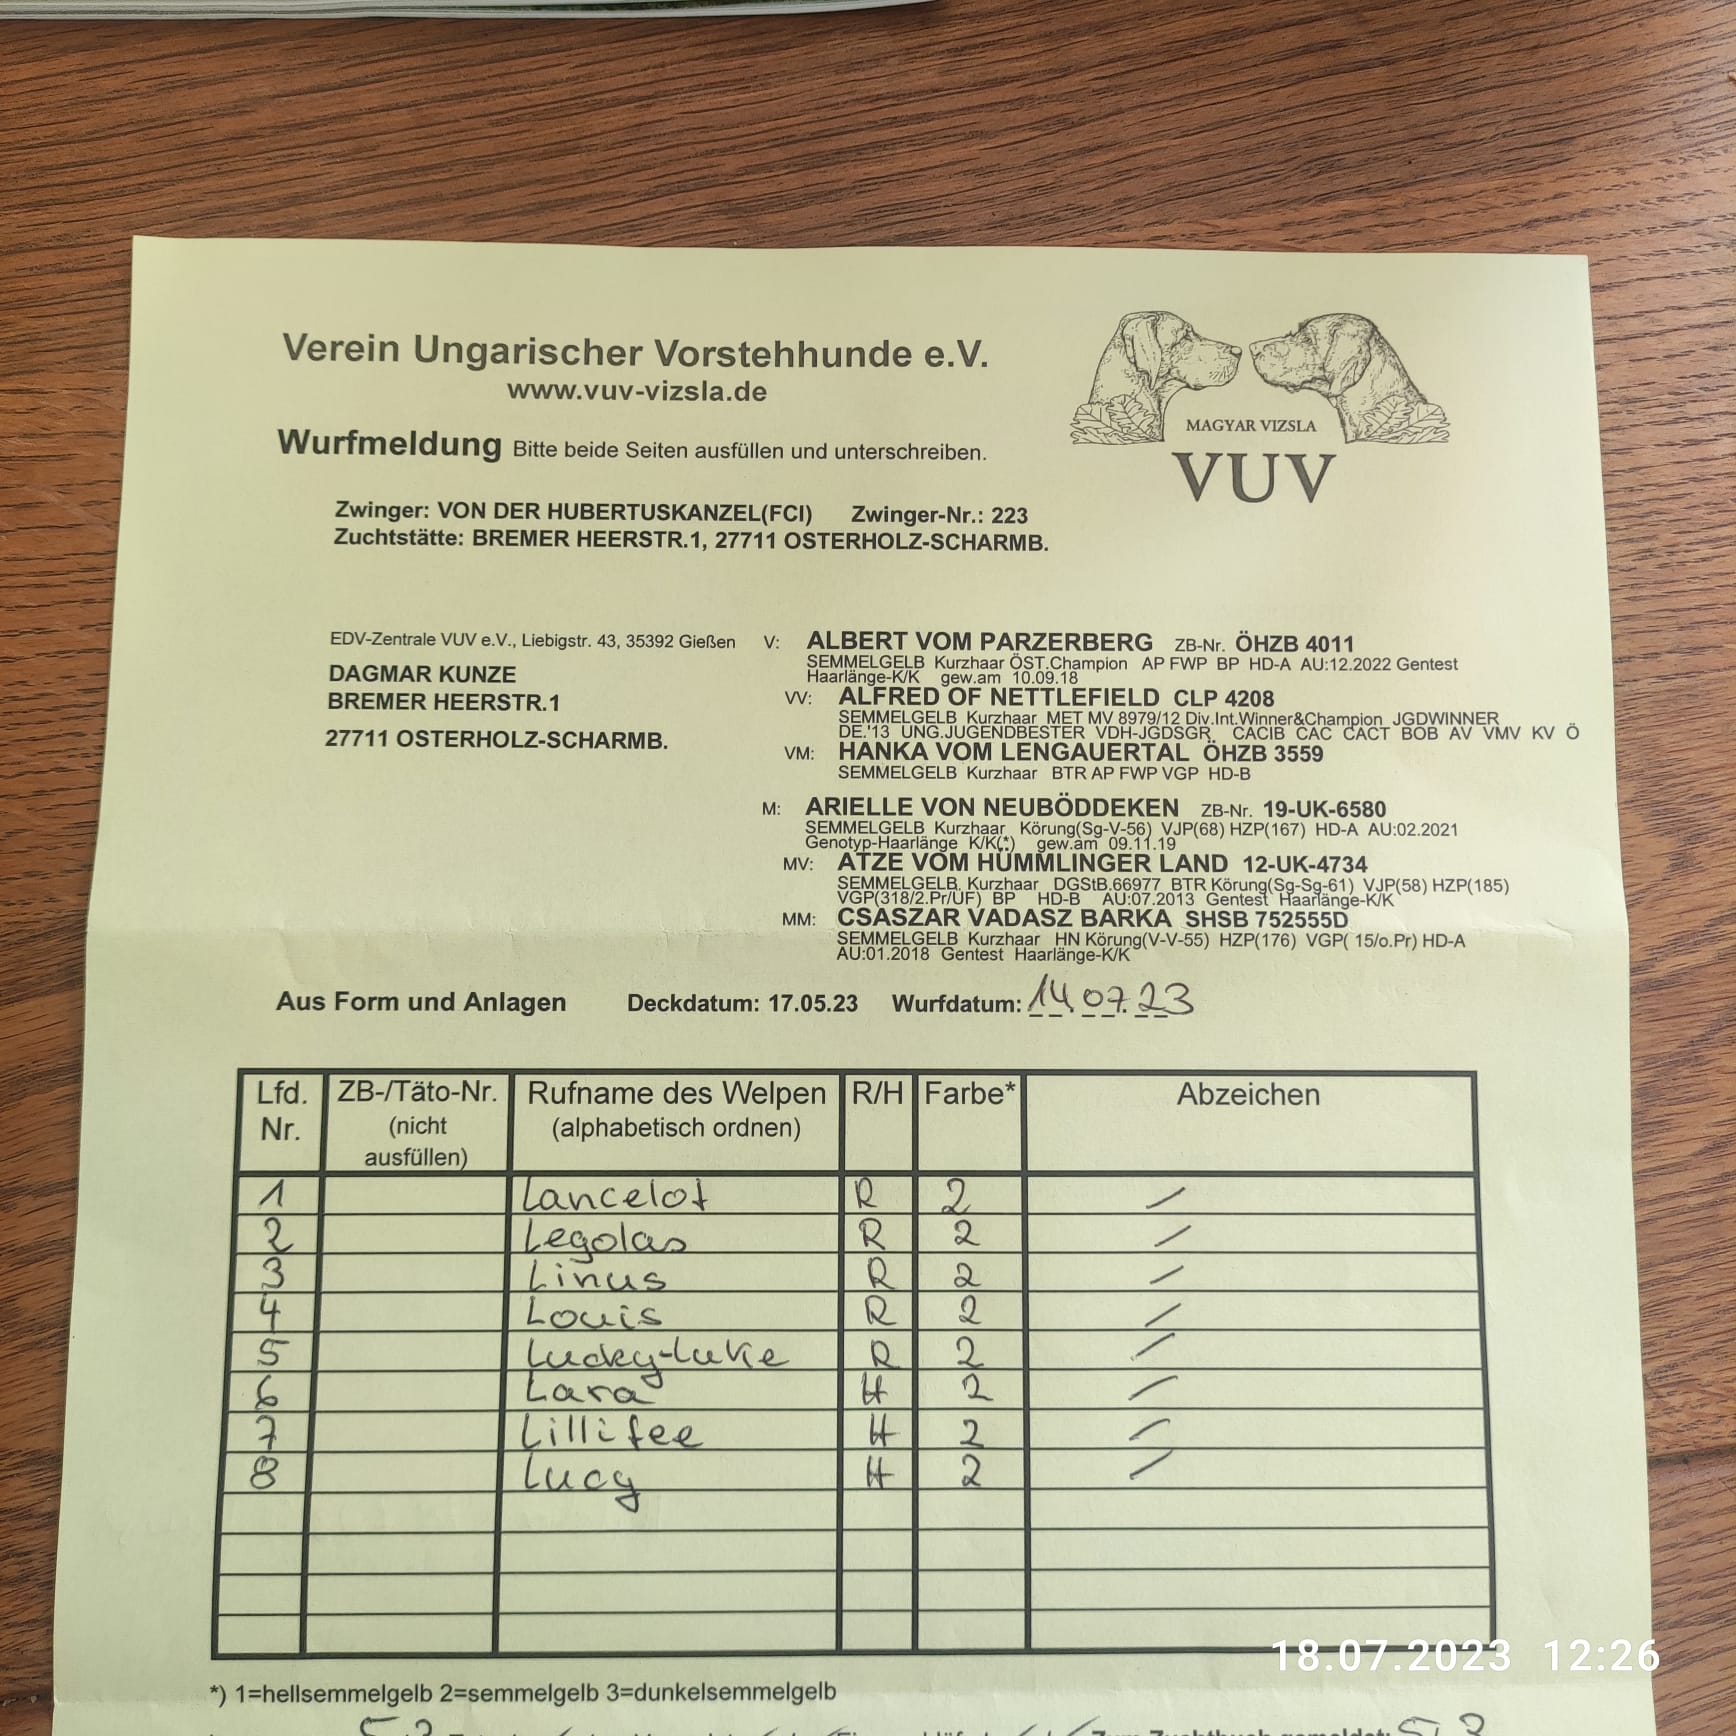 Verein Ungarischer Vorstehhunde e.V.
www.vuv-vizsla.de
MAGYAR VIZSLA
VUV
Wurfmeldung Bitte beide Seiten ausfüllen und unterschreiben.
Zwinger: VON DER HUBERTUSKANZEL(FCI) Zwinger-Nr.: 223
Zuchtstätte: BREMER HEERSTR.1, 27711 OSTERHOLZ-SCHARMB.
EDV-Zentrale VUV e.V., Liebigstr. 43, 35392 Gießen
DAGMAR KUNZE
BREMER HEERSTR.1
27711 OSTERHOLZ-SCHARMB.
V: ALBERT VOM PARZERBERG ZB-Nr. ÖHZB 4011
SEMMELGELB Kurzhaar ÖST.Champion AP FWP BP HD-A AU:12.2022 Gentest
Haarlänge-K/K gew.am 10.09.18
VV: ALFRED OF NETTLEFIELD CLP 4208
SEMMELGELB Kurzhaar MET MV 8979/12 Div.Int.Winner&Champion JGDWINNER
DE.'13 UNG.JUGENDBESTER VDH-JGDSGR. CACIB CAC CACT BOB AV VMV KV Ö
VM: HANKA VOM LENGAUERTAL ÖHZB 3559
SEMMELGELB Kurzhaar BTR AP FWP VGP HD-B
M: ARIELLE VON NEUBÖDDEKEN ZB-Nr. 19-UK-6580
SEMMELGELB Kurzhaar Körung(Sg-V-56) VJP(68) HZP(167) HD-A AU:02.2021
Genotyp-Haarlänge K/K(*) gew.am 09.11.19
MV: ATZE VOM HÜMMLINGER LAND 12-UK-4734
SEMMELGELB Kurzhaar DGStB.66977 BTR Körung(Sg-Sg-61) VJP(58) HZP(185)
VGP(318/2.Pr/ÜF) BP HD-B AU:07.2013 Gentest Haarlänge-K/K
MM: CSASZAR VADASZ BARKA SHSB 752555D
SEMMELGELB Kurzhaar HN Körung(V-V-55) HZP(176) VGP( 15/o.Pr) HD-A
AU:01.2018 Gentest Haarlänge-K/K
Aus Form und Anlagen Deckdatum: 17.05.23 Wurfdatum: 14.07.23
Lfd. Nr. ZB-/Täto-Nr. (nicht ausfüllen) Rufname des Welpen (alphabetisch ordnen) R/H Farbe* Abzeichen
1 Lancelot R 2 /
2 Legolas R 2 /
3 Linus R 2 /
4 Louis R 2 /
5 Lucky-Luke R 2 /
6 Lara H 2 /
7 Lillifee H 2 /
8 Lucy H 2 /
*) 1=hellsemmelgelb 2=semmelgelb 3=dunkelsemmelgelb
18.07.2023 12:26